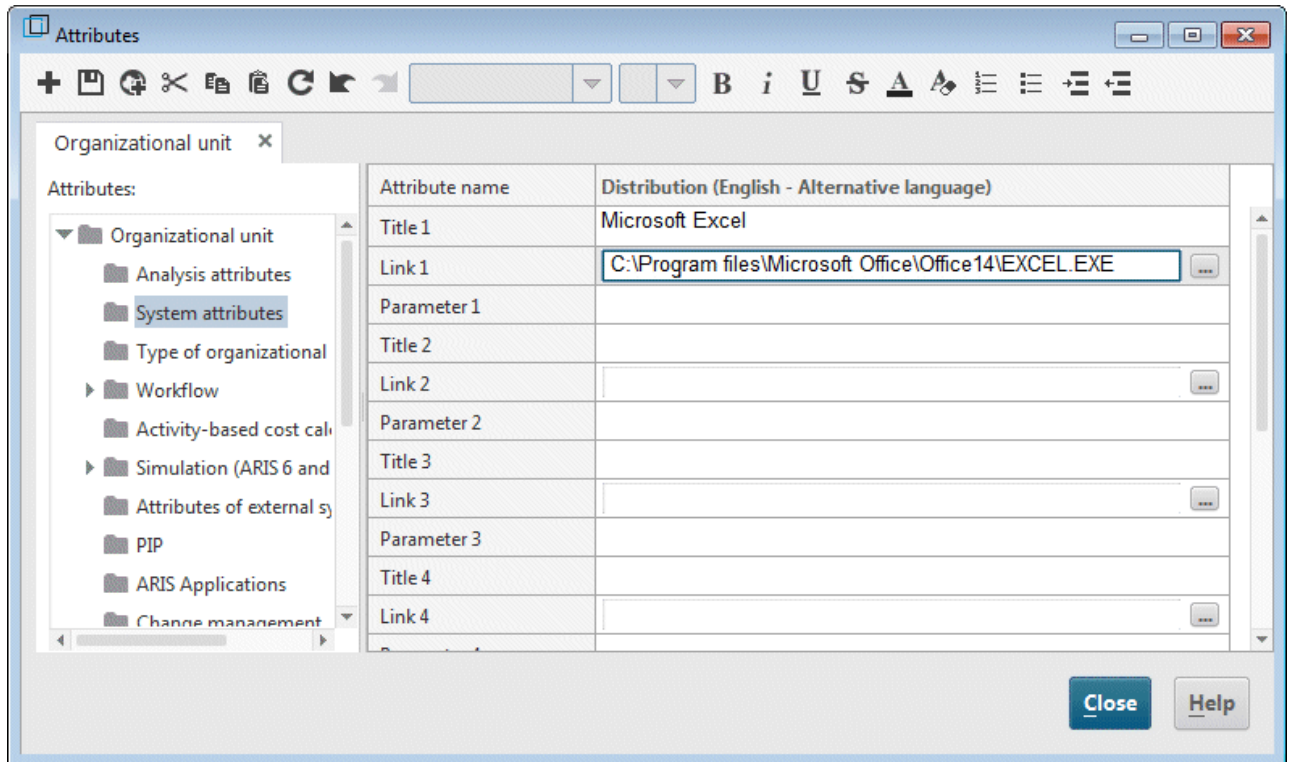 Attributes
B i U S A
Organizational unit ×
Attributes:
Organizational unit
Analysis attributes
System attributes
Type of organizational
Workflow
Activity-based cost cal
Simulation (ARIS 6 and
Attributes of external sy
PIP
ARIS Applications
Change management
Attribute name Distribution (English - Alternative language)
Title 1 Microsoft Excel
Link 1 C:\Program files\Microsoft Office\Office14\EXCEL.EXE ...
Parameter 1
Title 2
Link 2 ...
Parameter 2
Title 3
Link 3 ...
Parameter 3
Title 4
Link 4 ...
Close Help